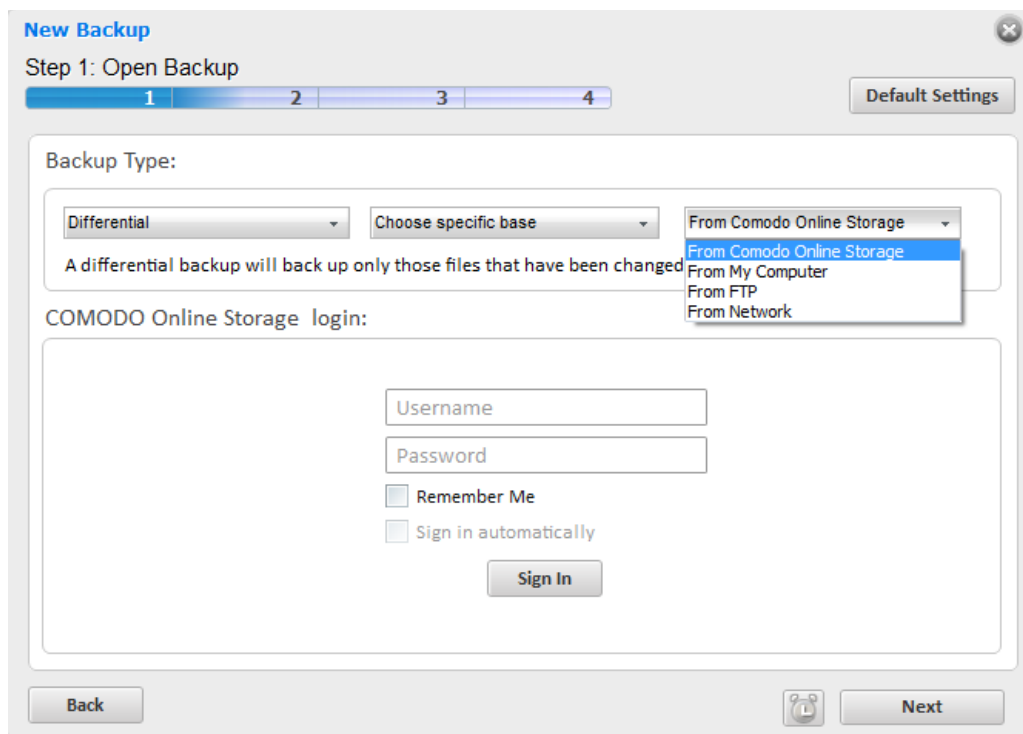 New Backup
Step 1: Open Backup
1 2 3 4
Default Settings
Backup Type:
Differential
Choose specific base
From Comodo Online Storage
A differential backup will back up only those files that have been changed
From Comodo Online Storage
From My Computer
From FTP
From Network
COMODO Online Storage login:
Username
Password
Remember Me
Sign in automatically
Sign In
Back
Next